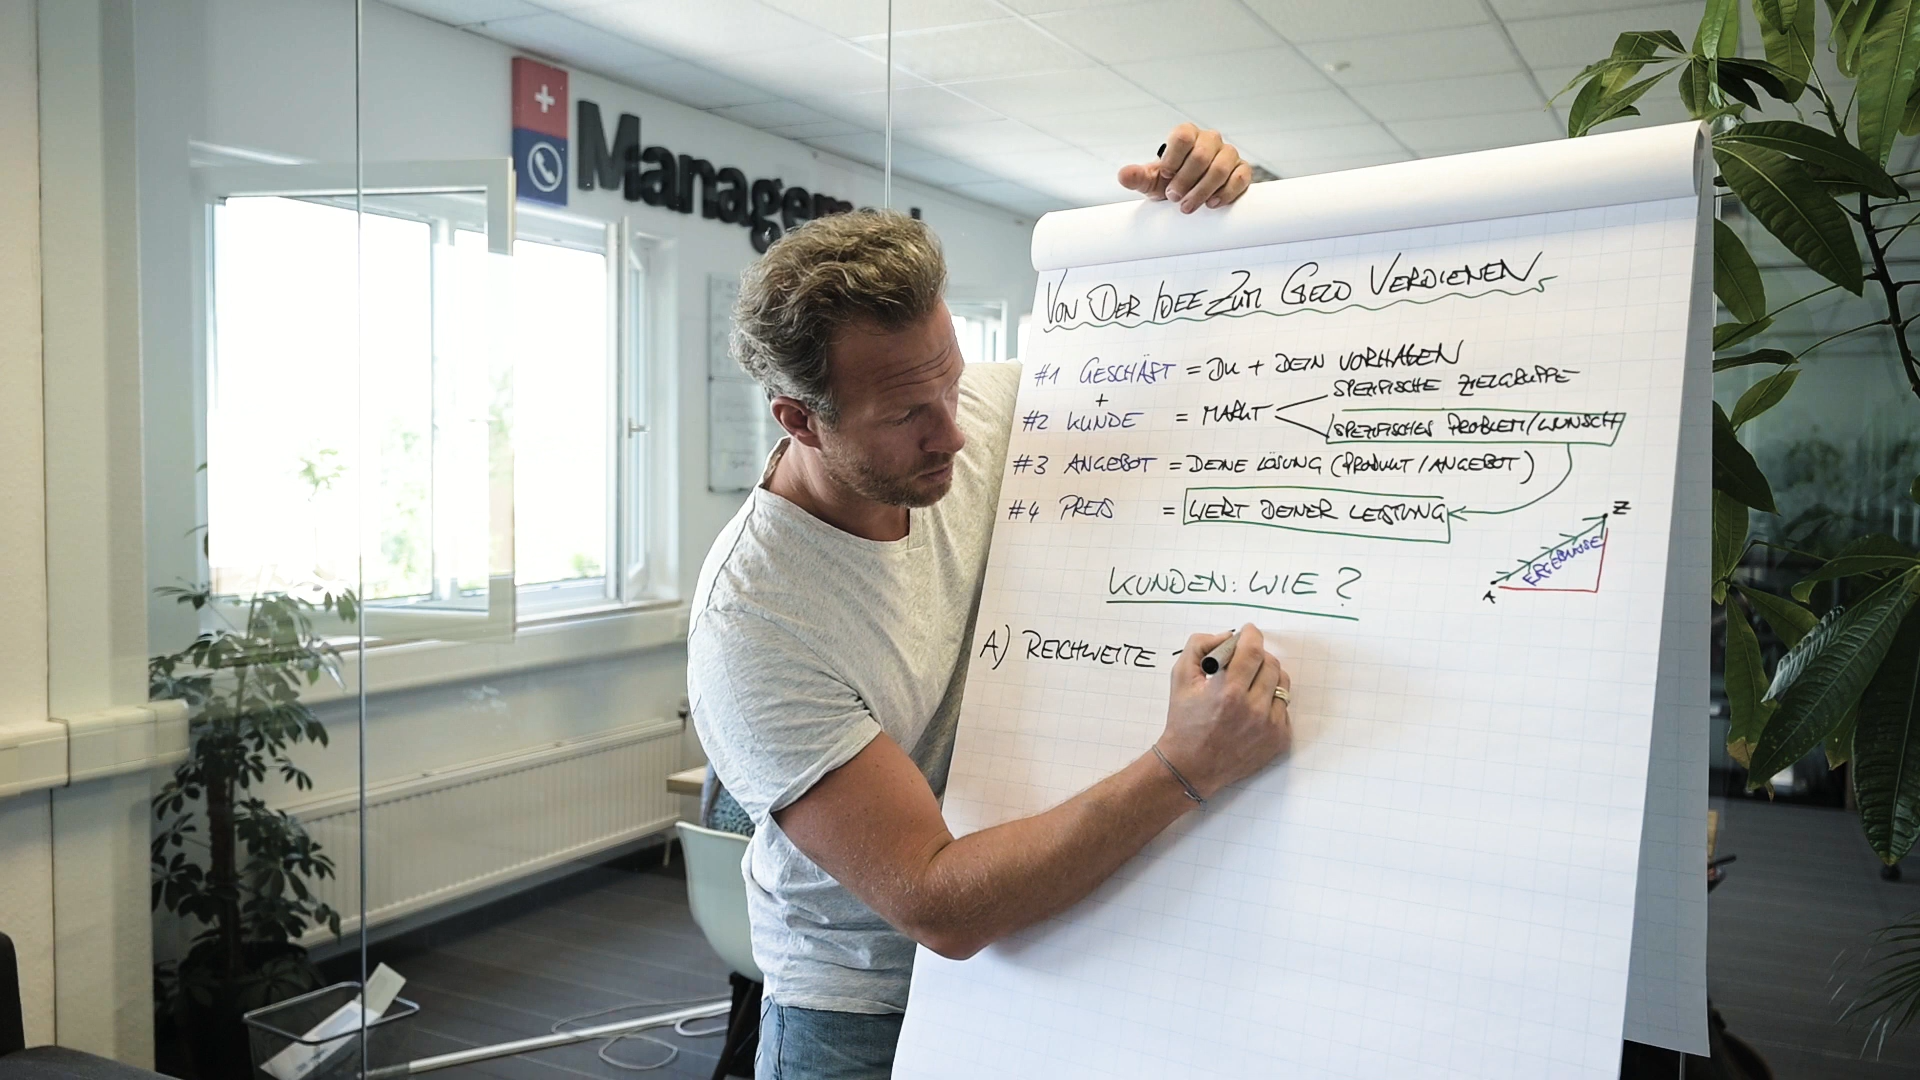 Management
VON DER IDEE ZUM GELD VERDIENEN
#1 GESCHÄFT = DU + DEIN VORHABEN
+
SPEZIFISCHE ZIELGRUPPE
#2 KUNDE = MARKT
SPEZIFISCHES PROBLEM/WUNSCH
#3 ANGEBOT = DEINE LÖSUNG (PRODUKT/ANGEBOT)
#4 PREIS = WERT DEINER LEISTUNG
Z
ERGEBNISSE
A
KUNDEN: WIE?
A) REICHWEITE -